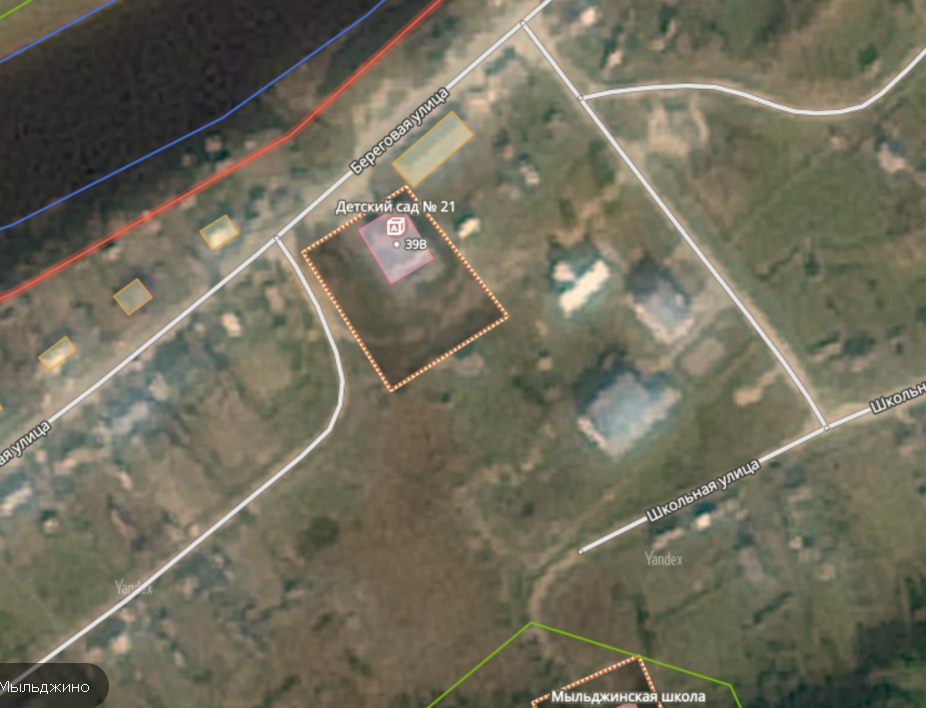 Береговая улица
Детский сад № 21
39В
ая улица
Школьн
Школьная улица
Yandex
Yandex
Мыльджино
Мыльджинская школа